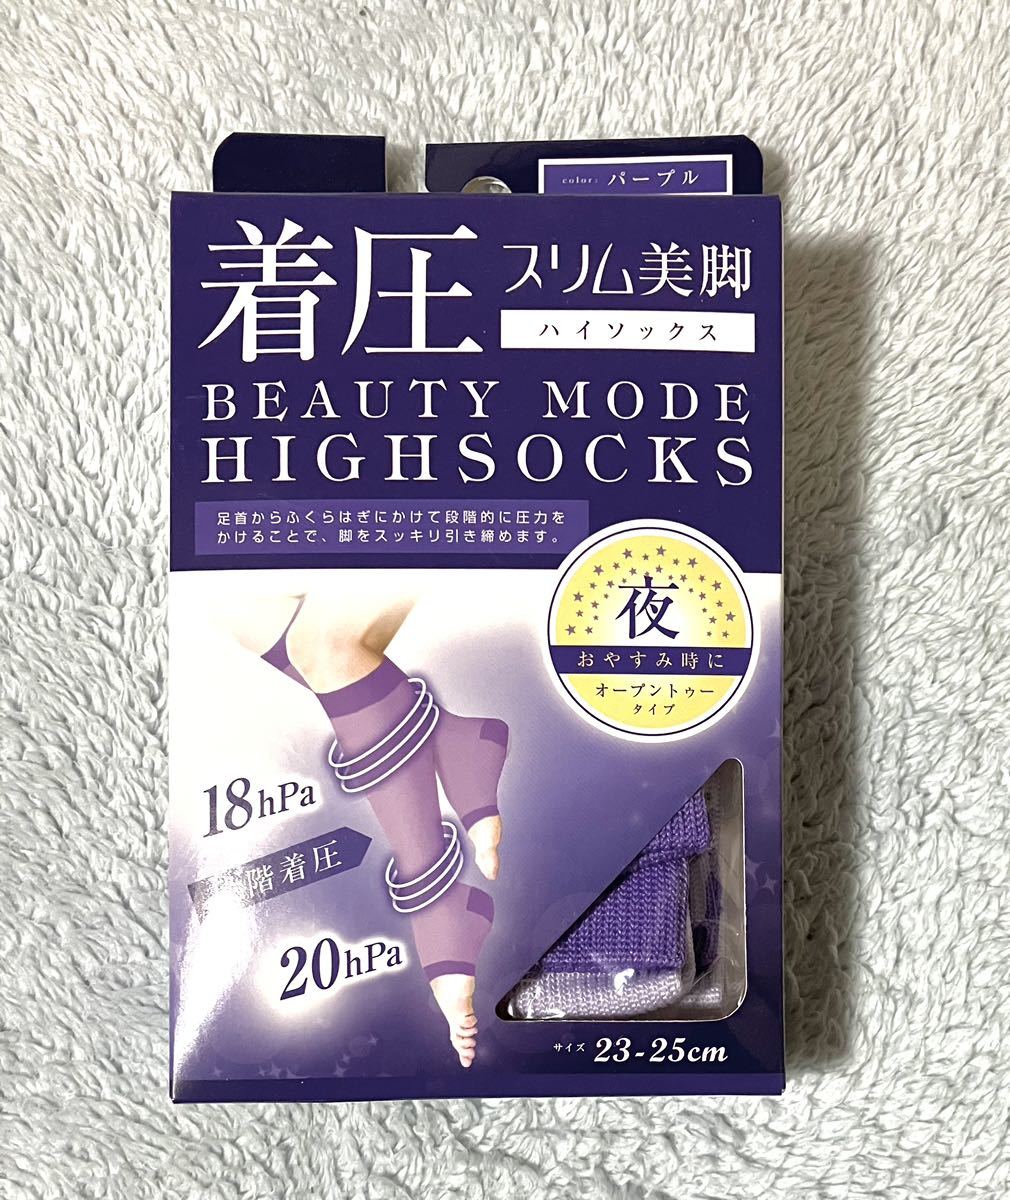 color: パープル
着圧
スリム美脚
ハイソックス
BEAUTY MODE
HIGHSOCKS
足首からふくらはぎにかけて段階的に圧力を
かけることで、脚をスッキリ引き締めます。
夜
おやすみ時に
オープントゥー
タイプ
18hPa
階着圧
20hPa
サイズ 23-25cm